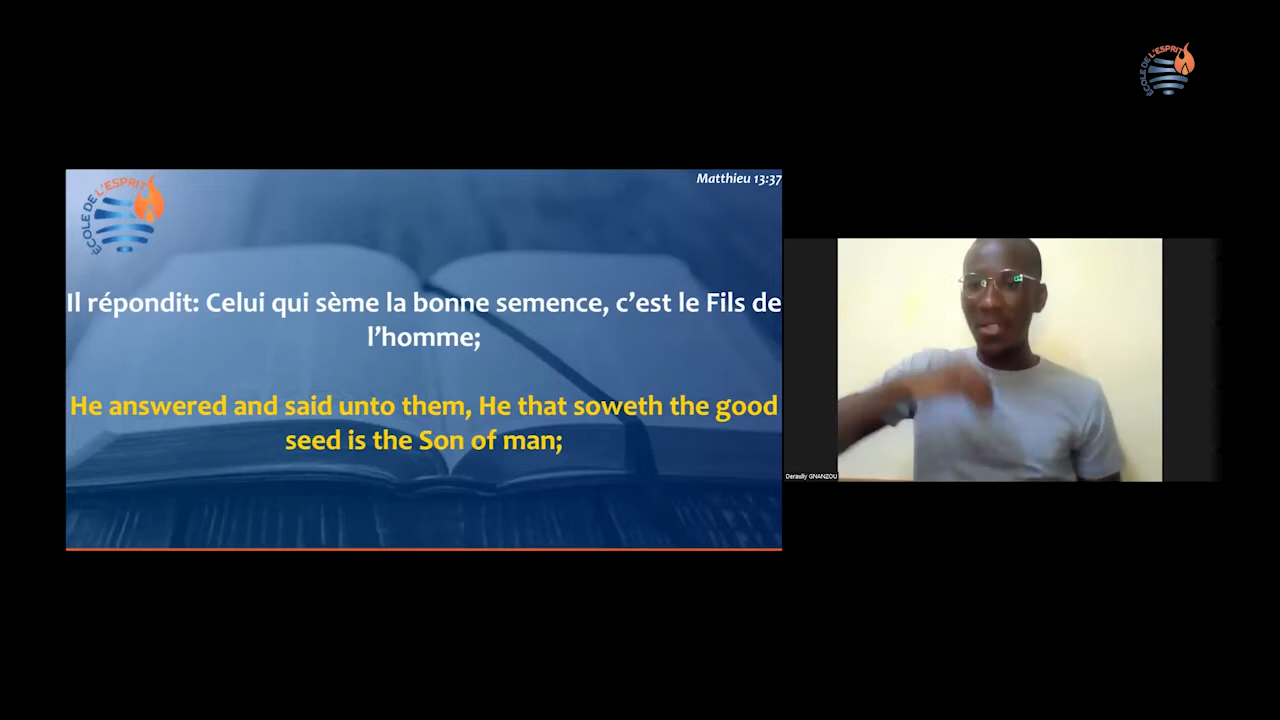 ÉCOLE DE L'ESPRIT
ÉCOLE DE L'ESPRIT
Matthieu 13:37
Il répondit: Celui qui sème la bonne semence, c’est le Fils de
l’homme;
He answered and said unto them, He that soweth the good
seed is the Son of man;
Deraully GNANZOU